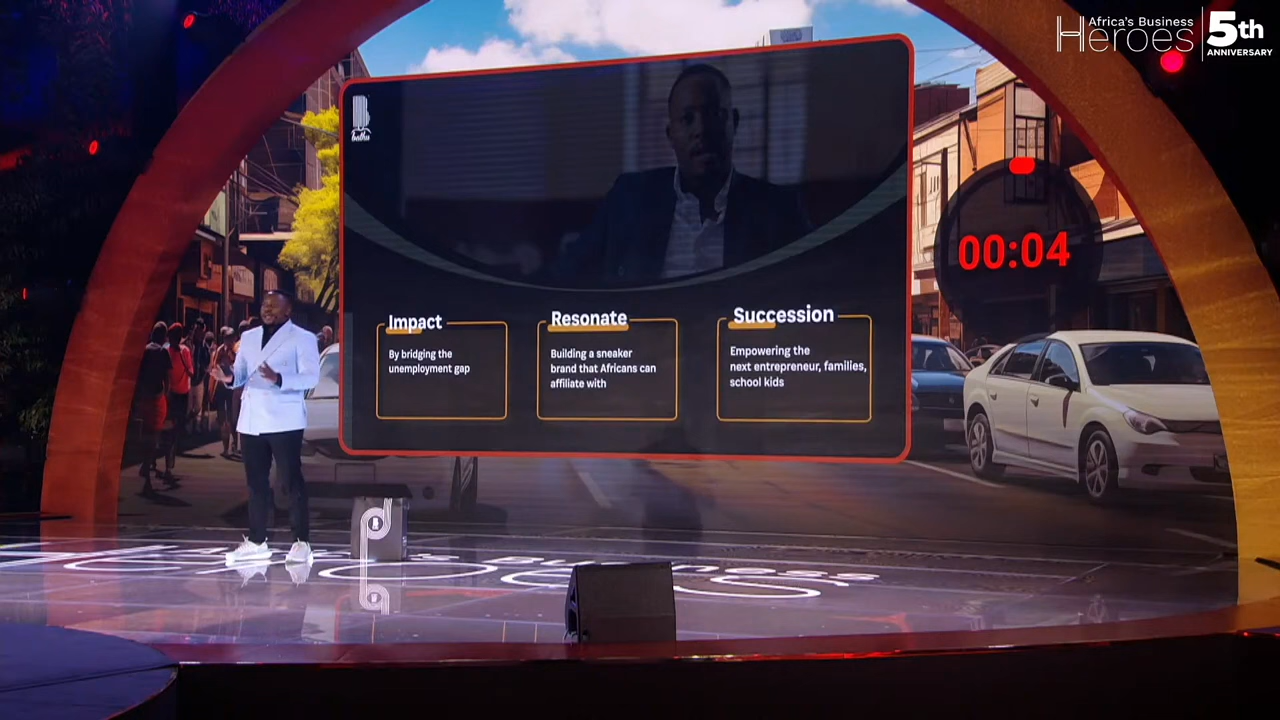 Africa's Business
Heroes
5th
ANNIVERSARY
bathu
00:04
Impact
By bridging the
unemployment gap
Resonate
Building a sneaker
brand that Africans can
affiliate with
Succession
Empowering the
next entrepreneur, families,
school kids